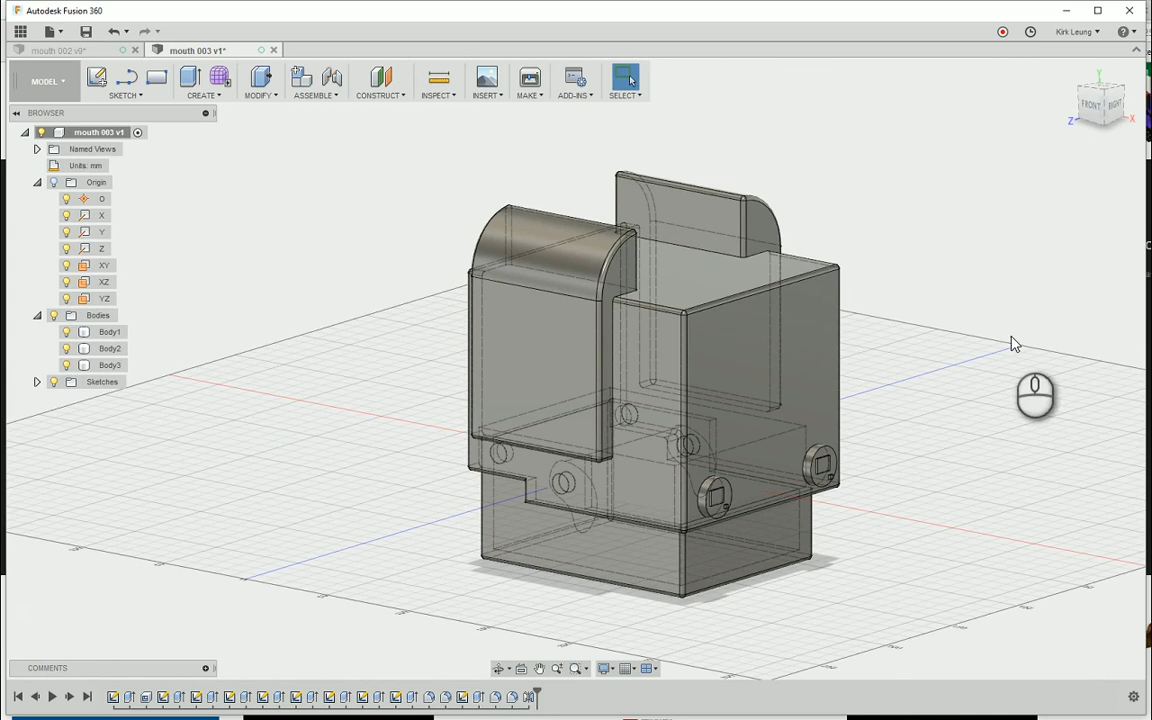 Autodesk Fusion 360
Kirk Leung
mouth 002 v9*
mouth 003 v1*
MODEL
SKETCH
CREATE
MODIFY
ASSEMBLE
CONSTRUCT
INSPECT
INSERT
MAKE
ADD-INS
SELECT
BROWSER
mouth 003 v1
Named Views
Units: mm
Origin
O
X
Y
Z
XY
XZ
YZ
Bodies
Body1
Body2
Body3
Sketches
Y
FRONT
RIGHT
Z
X
COMMENTS